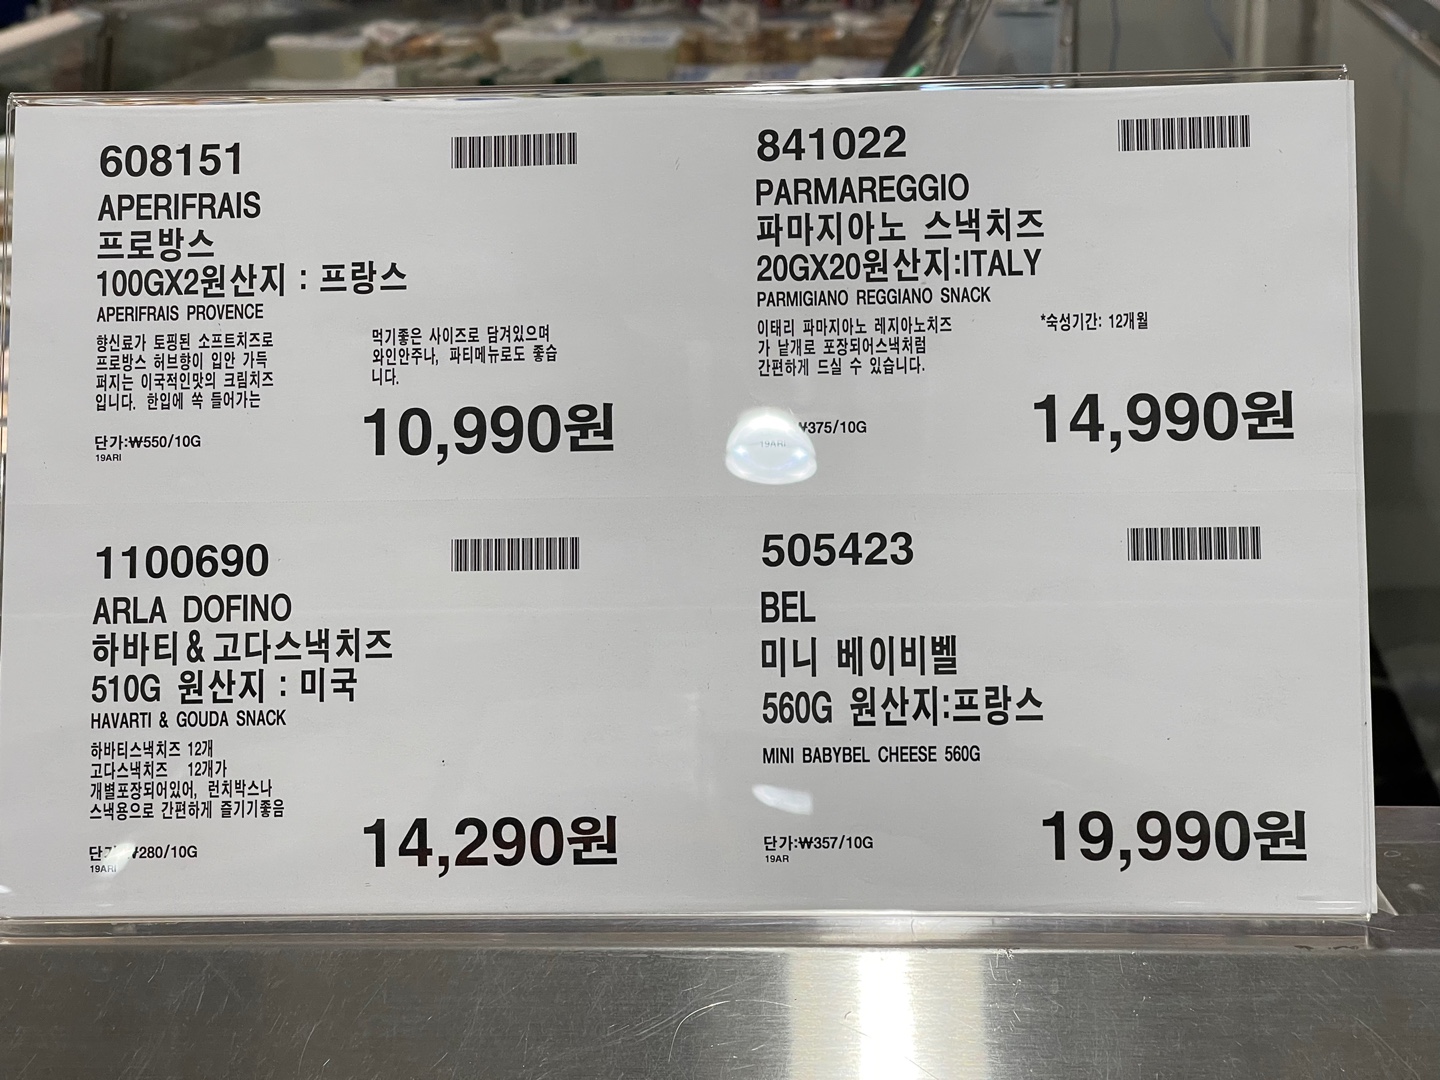 608151
APERIFRAIS
프로방스
100GX2원산지 : 프랑스
APERIFRAIS PROVENCE
향신료가 토핑된 소프트치즈로
프로방스 허브향이 입안 가득
퍼지는 이국적인맛의 크림치즈
입니다. 한입에 쏙 들어가는
먹기좋은 사이즈로 담겨있으며
와인안주나, 파티메뉴로도 좋습
니다.
단가:₩550/10G
19ARI
10,990원
841022
PARMAREGGIO
파마지아노 스낵치즈
20GX20원산지:ITALY
PARMIGIANO REGGIANO SNACK
이태리 파마지아노 레지아노치즈
가 낱개로 포장되어스낵처럼
간편하게 드실 수 있습니다.
*숙성기간: 12개월
₩375/10G
19ARI
14,990원
1100690
ARLA DOFINO
하바티&고다스낵치즈
510G 원산지 : 미국
HAVARTI & GOUDA SNACK
하바티스낵치즈 12개
고다스낵치즈 12개가
개별포장되어있어, 런치박스나
스낵용으로 간편하게 즐기기좋음
단가:₩280/10G
19ARI
14,290원
505423
BEL
미니 베이비벨
560G 원산지:프랑스
MINI BABYBEL CHEESE 560G
단가:₩357/10G
19AR
19,990원